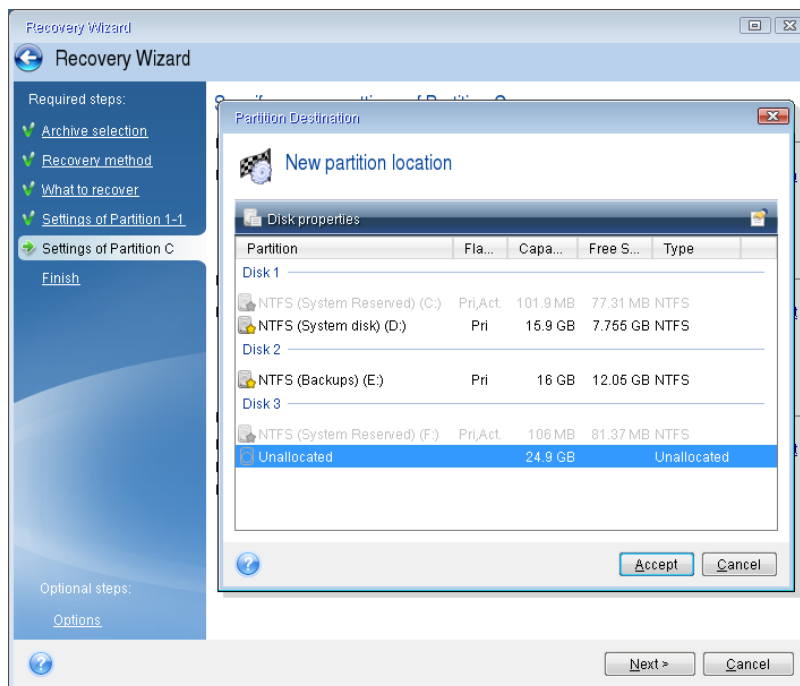 Recovery Wizard
Recovery Wizard
Required steps:
Archive selection
Recovery method
What to recover
Settings of Partition 1-1
Settings of Partition C
Finish
Optional steps:
Options
Partition Destination
New partition location
Disk properties
Partition Fla... Capa... Free S... Type
Disk 1
NTFS (System Reserved) (C:) Pri,Act. 101.9 MB 77.31 MB NTFS
NTFS (System disk) (D:) Pri 15.9 GB 7.755 GB NTFS
Disk 2
NTFS (Backups) (E:) Pri 16 GB 12.05 GB NTFS
Disk 3
NTFS (System Reserved) (F:) Pri,Act. 106 MB 81.37 MB NTFS
Unallocated 24.9 GB Unallocated
Accept Cancel
Next > Cancel